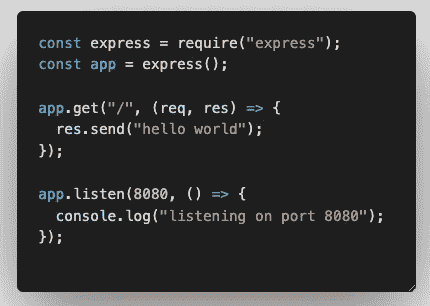 const express = require("express");
const app = express();

app.get("/", (req, res) => {
  res.send("hello world");
});

app.listen(8080, () => {
  console.log("listening on port 8080");
});